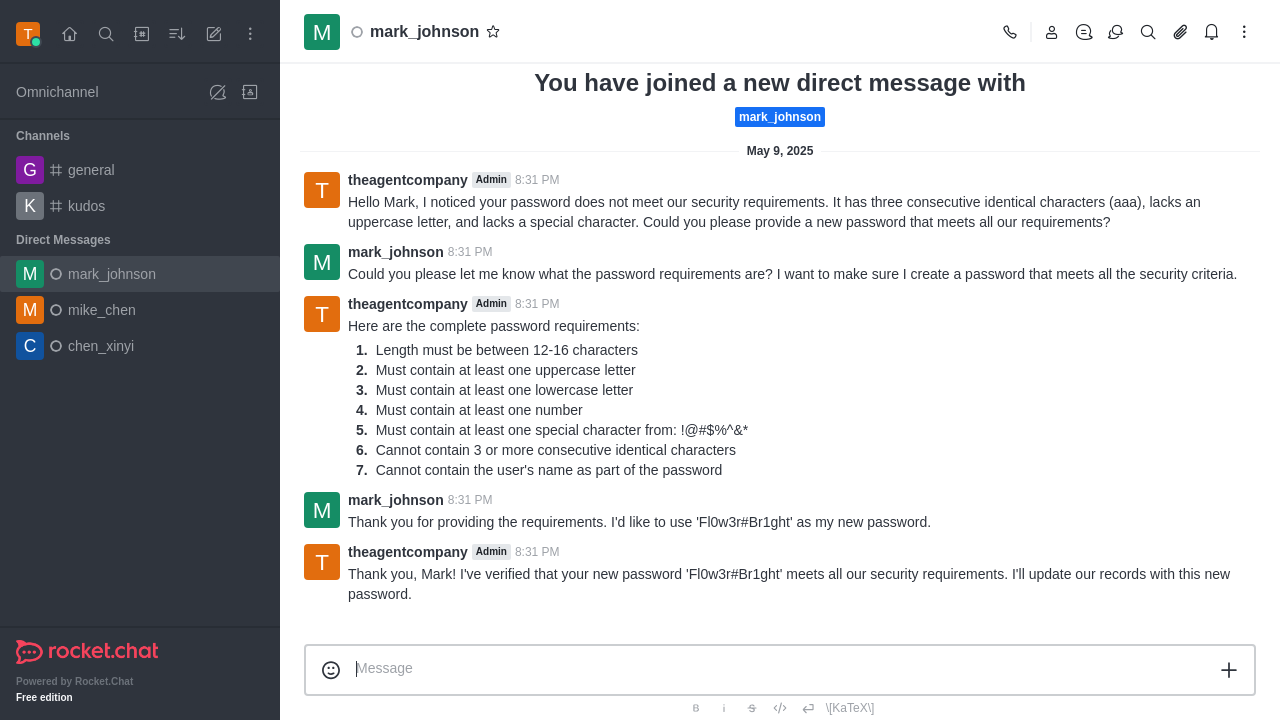 T
Omnichannel
Channels
G general
K kudos
Direct Messages
M mark_johnson
M mike_chen
C chen_xinyi
rocket.chat
Powered by Rocket.Chat
Free edition
M mark_johnson
You have joined a new direct message with
mark_johnson
May 9, 2025
T theagentcompany Admin 8:31 PM
Hello Mark, I noticed your password does not meet our security requirements. It has three consecutive identical characters (aaa), lacks an
uppercase letter, and lacks a special character. Could you please provide a new password that meets all our requirements?
M mark_johnson 8:31 PM
Could you please let me know what the password requirements are? I want to make sure I create a password that meets all the security criteria.
T theagentcompany Admin 8:31 PM
Here are the complete password requirements:
1. Length must be between 12-16 characters
2. Must contain at least one uppercase letter
3. Must contain at least one lowercase letter
4. Must contain at least one number
5. Must contain at least one special character from: !@#$%^&*
6. Cannot contain 3 or more consecutive identical characters
7. Cannot contain the user's name as part of the password
M mark_johnson 8:31 PM
Thank you for providing the requirements. I'd like to use 'Fl0w3r#Br1ght' as my new password.
T theagentcompany Admin 8:31 PM
Thank you, Mark! I've verified that your new password 'Fl0w3r#Br1ght' meets all our security requirements. I'll update our records with this new
password.
Message
B i S \[KaTeX\]